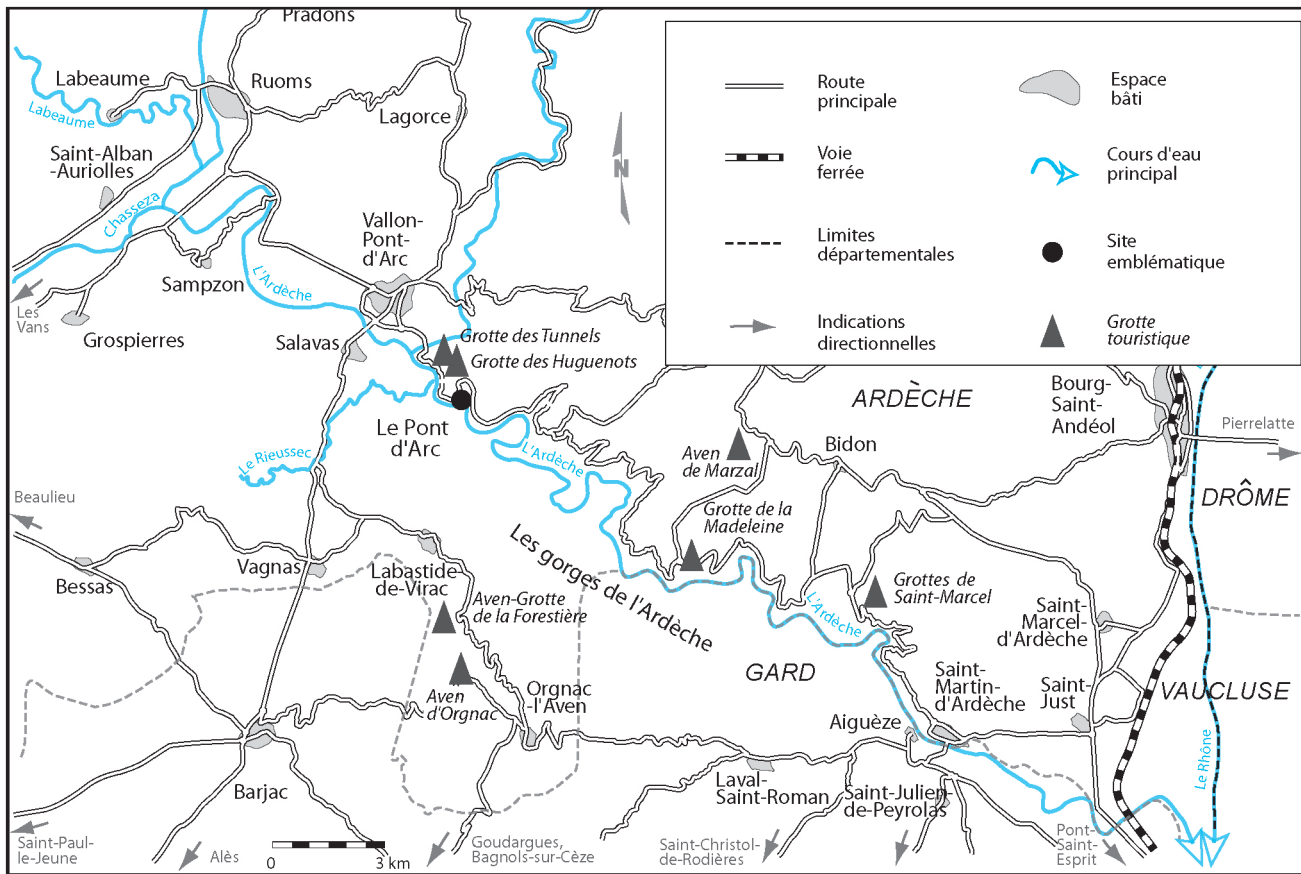 Pradons
Labeaume
Ruoms
Labeaume
Lagorce
Saint-Alban
-Auriolles
Chasseza
N
Vallon-
Pont-
d'Arc
Sampzon
L'Ardèche
Les
Vans
Grospierres
Salavas
Grotte des Tunnels
Grotte des Huguenots
Le Pont
d'Arc
Le Rieussec
L'Ardèche
Route
principale
Espace
bâti
Voie
ferrée
Cours d'eau
principal
Limites
départementales
Site
emblématique
Indications
directionnelles
Grotte
touristique
ARDÈCHE
Bourg-
Saint-
Andéol
Pierrelatte
Aven
de Marzal
Bidon
DRÔME
Grotte de la
Madeleine
Beaulieu
Bessas
Vagnas
Labastide-
de-Virac
Les gorges de l'Ardèche
Aven-Grotte
de la Forestière
L'Ardèche
Grottes de
Saint-Marcel
Saint-
Marcel
d'Ardèche
GARD
Aven
d'Orgnac
Orgnac
-l'Aven
Saint-
Martin-
d'Ardèche
Saint-
Just
VAUCLUSE
Aiguèze
Le Rhône
Barjac
Laval-
Saint-Roman
Saint-Julien-
de-Peyrolas
Saint-Paul-
le-Jeune
Alès
0 3 km
Goudargues,
Bagnols-sur-Cèze
Saint-Christol-
de-Rodières
Pont-
Saint-
Esprit